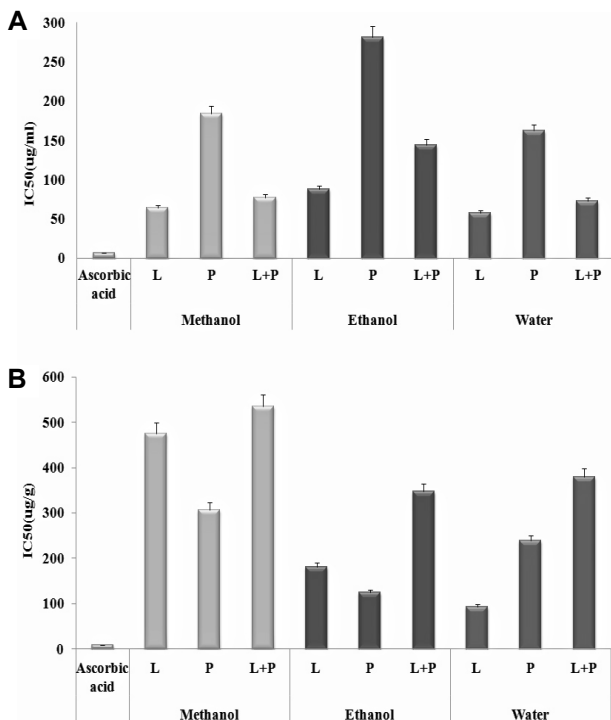 A
300
250
200
150
100
50
0
IC50(ug/ml)
Ascorbic acid L P L+P L P L+P L P L+P
Methanol Ethanol Water
B
600
500
400
300
200
100
0
IC50(ug/g)
Ascorbic acid L P L+P L P L+P L P L+P
Methanol Ethanol Water